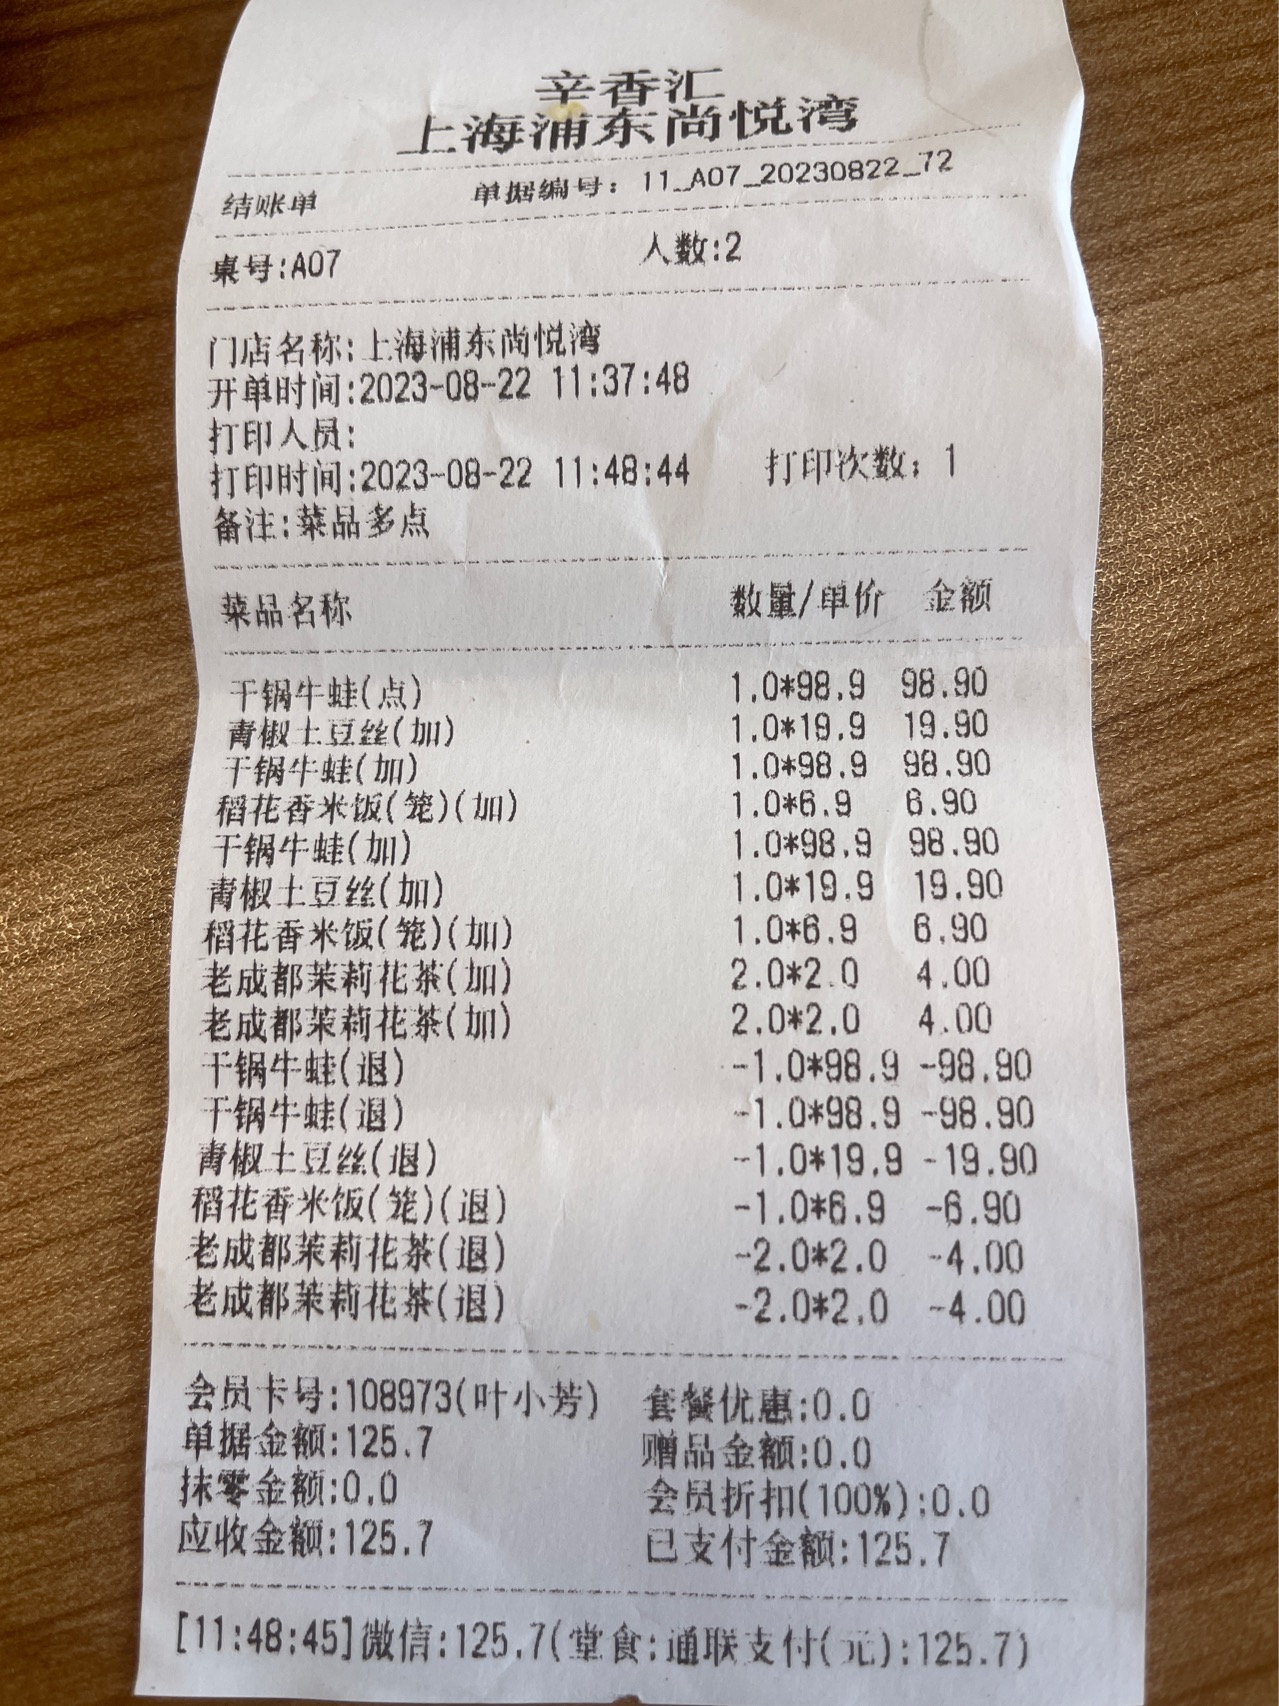 辛香汇
上海浦东尚悦湾
结账单 单据编号：11_A07_20230822_72
桌号:A07 人数:2
门店名称:上海浦东尚悦湾
开单时间:2023-08-22 11:37:48
打印人员:
打印时间:2023-08-22 11:48:44 打印次数：1
备注:菜品多点
菜品名称 数量/单价 金额
干锅牛蛙(点) 1.0*98.9 98.90
青椒土豆丝(加) 1.0*19.9 19.90
干锅牛蛙(加) 1.0*98.9 98.90
稻花香米饭(笼)(加) 1.0*6.9 6.90
干锅牛蛙(加) 1.0*98.9 98.90
青椒土豆丝(加) 1.0*19.9 19.90
稻花香米饭(笼)(加) 1.0*6.9 6.90
老成都茉莉花茶(加) 2.0*2.0 4.00
老成都茉莉花茶(加) 2.0*2.0 4.00
干锅牛蛙(退) -1.0*98.9 -98.90
干锅牛蛙(退) -1.0*98.9 -98.90
青椒土豆丝(退) -1.0*19.9 -19.90
稻花香米饭(笼)(退) -1.0*6.9 -6.90
老成都茉莉花茶(退) -2.0*2.0 -4.00
老成都茉莉花茶(退) -2.0*2.0 -4.00
会员卡号:108973(叶小芳) 套餐优惠:0.0
单据金额:125.7 赠品金额:0.0
抹零金额:0.0 会员折扣(100%):0.0
应收金额:125.7 已支付金额:125.7
[11:48:45]微信:125.7(堂食:通联支付(元):125.7)